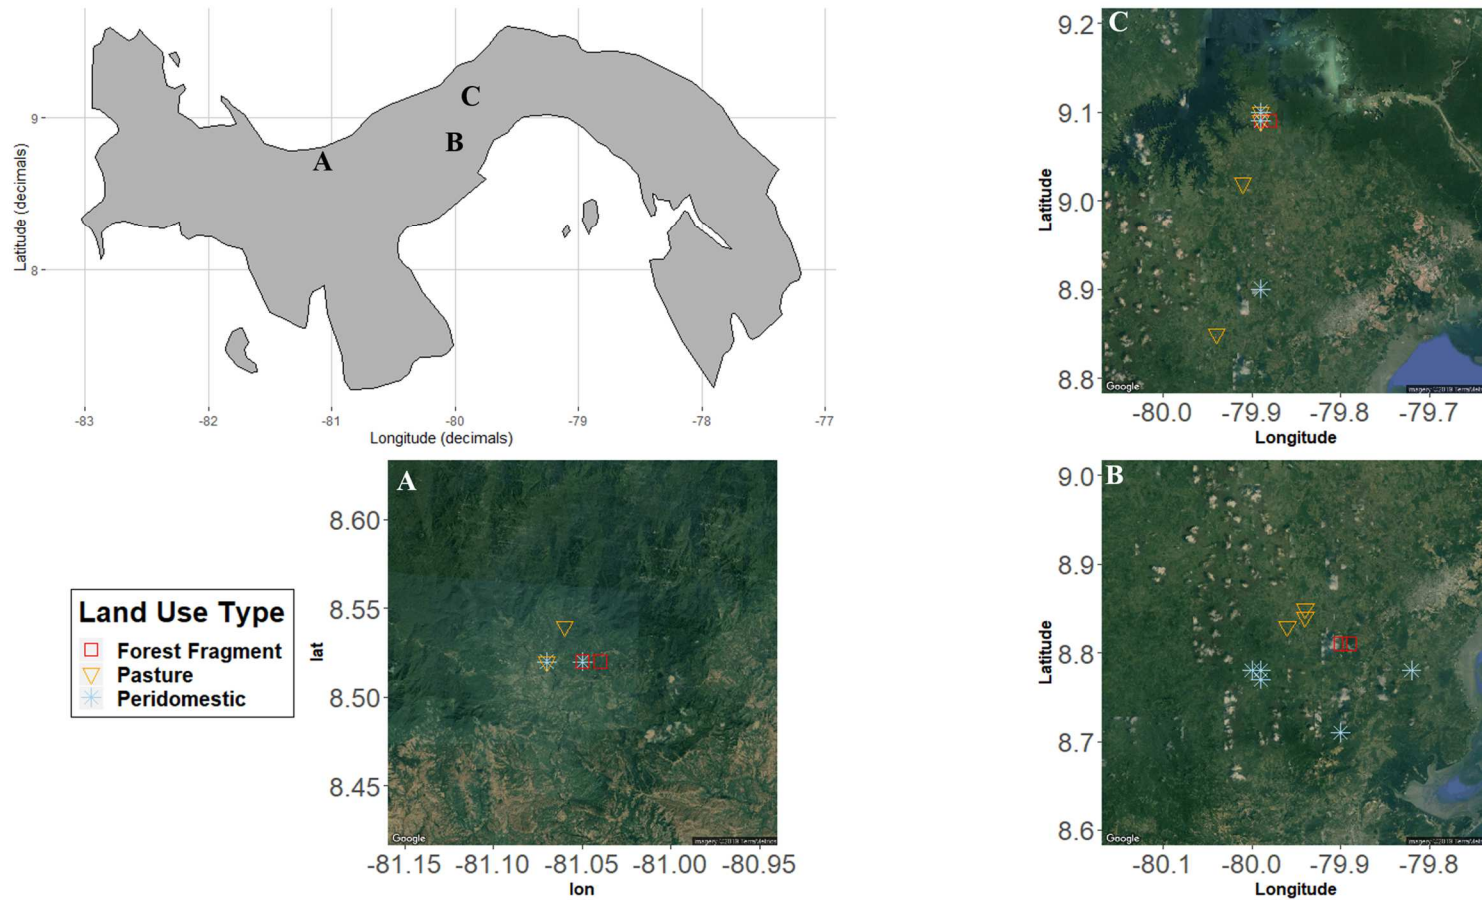 C
B
A
9
8
Latitude (decimals)
-83 -82 -81 -80 -79 -78 -77
Longitude (decimals)
C
9.2
9.1
9.0
8.9
8.8
Latitude
Google
-80.0 -79.9 -79.8 -79.7
Longitude
Land Use Type
Forest Fragment
Pasture
Peridomestic
A
8.60
8.55
8.50
8.45
lat
Google
-81.15 -81.10 -81.05 -81.00 -80.95
lon
B
9.0
8.9
8.8
8.7
8.6
Latitude
Google
-80.1 -80.0 -79.9 -79.8
Longitude